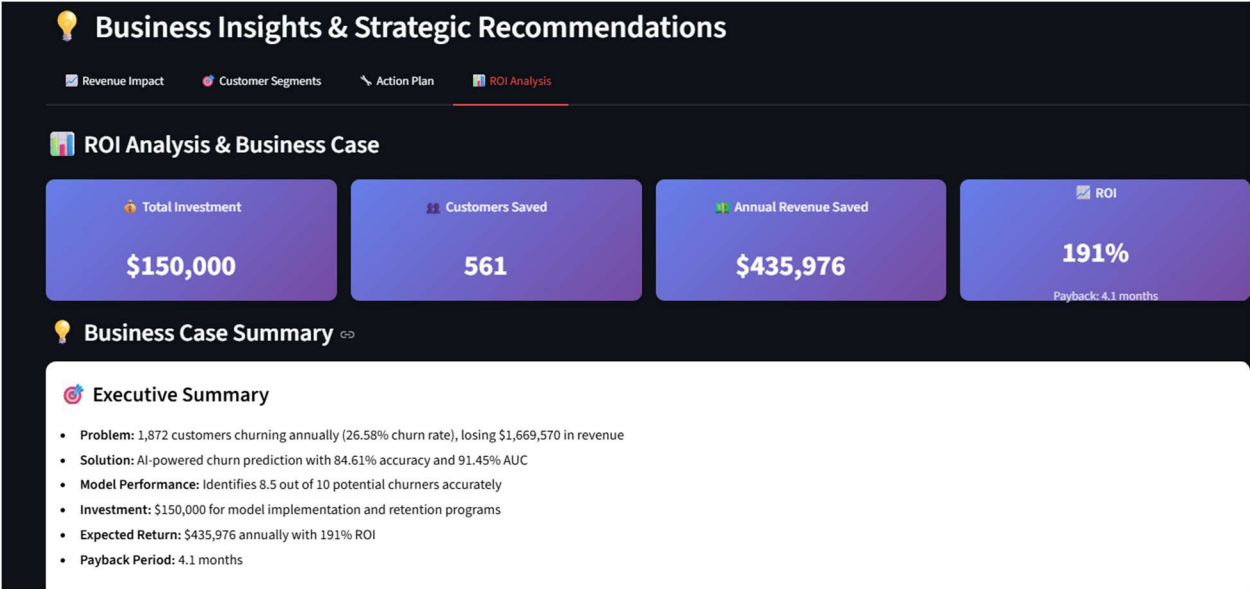 Business Insights & Strategic Recommendations
Revenue Impact
Customer Segments
Action Plan
ROI Analysis
ROI Analysis & Business Case
Total Investment
$150,000
Customers Saved
561
Annual Revenue Saved
$435,976
ROI
191%
Payback: 4.1 months
Business Case Summary
Executive Summary
Problem: 1,872 customers churning annually (26.58% churn rate), losing $1,669,570 in revenue
Solution: AI-powered churn prediction with 84.61% accuracy and 91.45% AUC
Model Performance: Identifies 8.5 out of 10 potential churners accurately
Investment: $150,000 for model implementation and retention programs
Expected Return: $435,976 annually with 191% ROI
Payback Period: 4.1 months